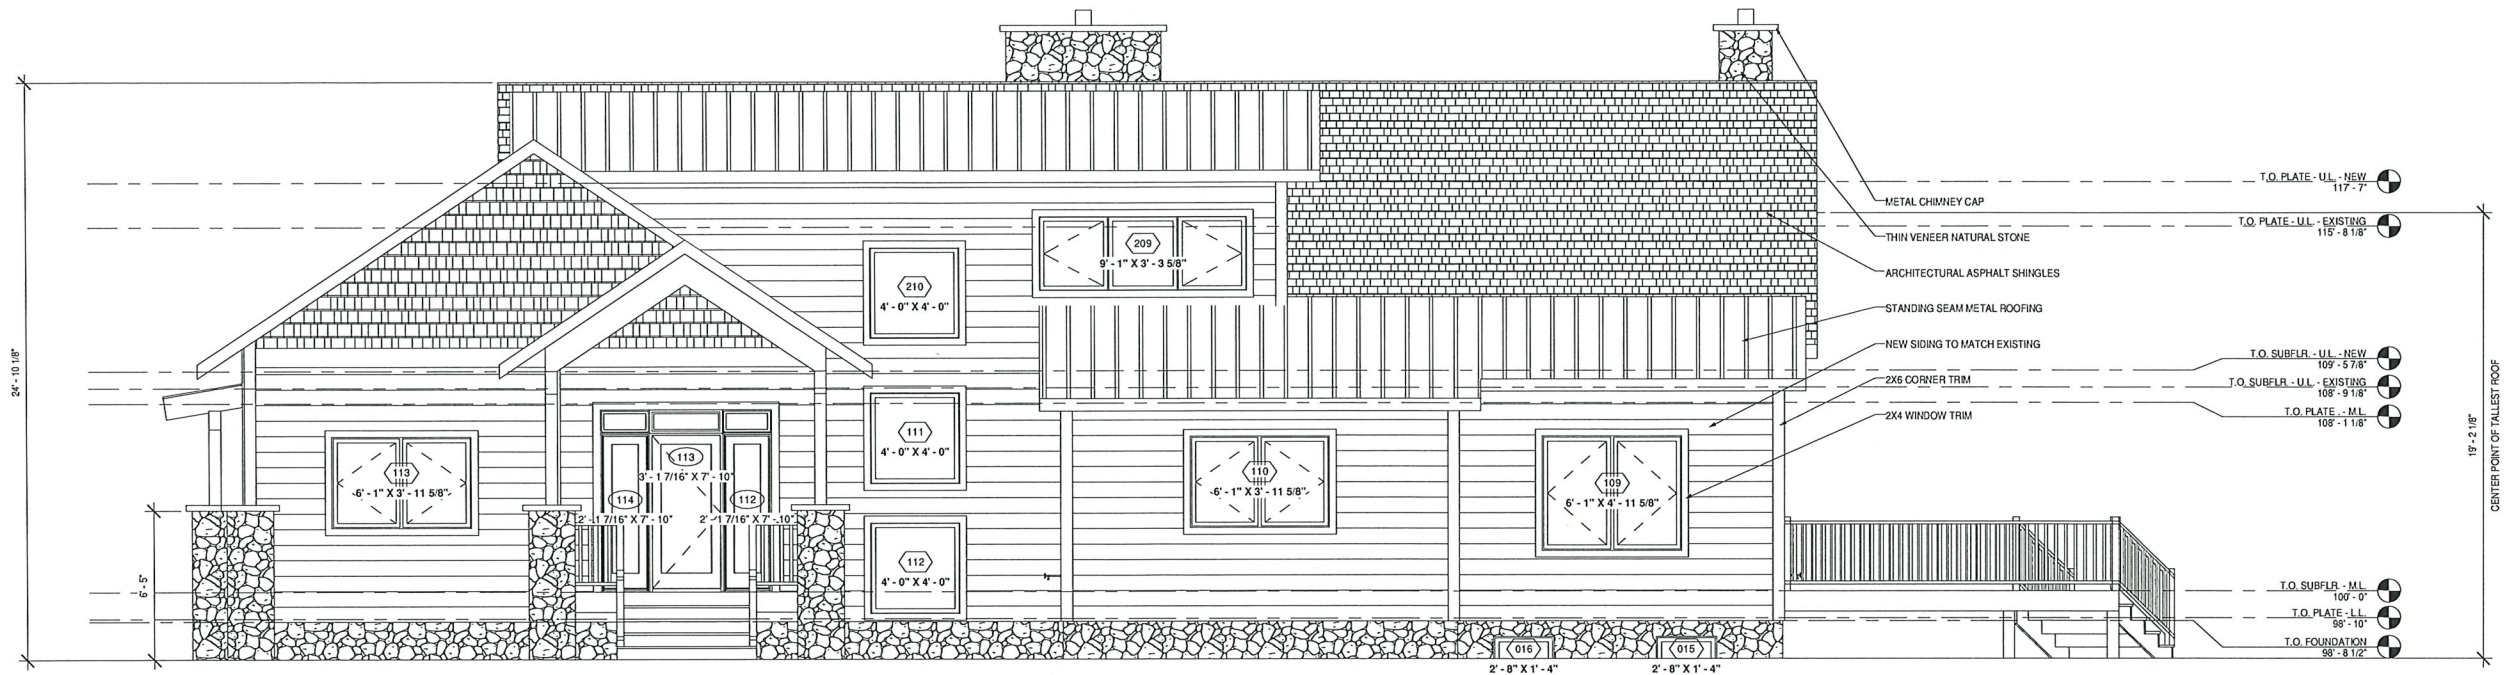 24' - 10 1/8"
6' - 5"
209
9' - 1" X 3' - 3 5/8"
210
4' - 0" X 4' - 0"
111
4' - 0" X 4' - 0"
112
4' - 0" X 4' - 0"
113
6' - 1" X 3' - 11 5/8"
113
3' - 1 7/16" X 7' - 10"
114
2' - 1 7/16" X 7' - 10"
112
2' - 1 7/16" X 7' - 10"
110
6' - 1" X 3' - 11 5/8"
109
6' - 1" X 4' - 11 5/8"
016
2' - 8" X 1' - 4"
015
2' - 8" X 1' - 4"
METAL CHIMNEY CAP
THIN VENEER NATURAL STONE
ARCHITECTURAL ASPHALT SHINGLES
STANDING SEAM METAL ROOFING
NEW SIDING TO MATCH EXISTING
2X6 CORNER TRIM
2X4 WINDOW TRIM
T.O. PLATE - U.L. - NEW
117' - 7"
T.O. PLATE - U.L. - EXISTING
115' - 8 1/8"
T.O. SUBFLR. - U.L. - NEW
109' - 5 7/8"
T.O. SUBFLR. - U.L. - EXISTING
108' - 9 1/8"
T.O. PLATE . - M.L.
108' - 1 1/8"
T.O. SUBFLR. - M.L.
100' - 0"
T.O. PLATE - L.L.
98' - 10"
T.O. FOUNDATION
98' - 8 1/2"
19' - 2 1/8"
CENTER POINT OF TALLEST ROOF